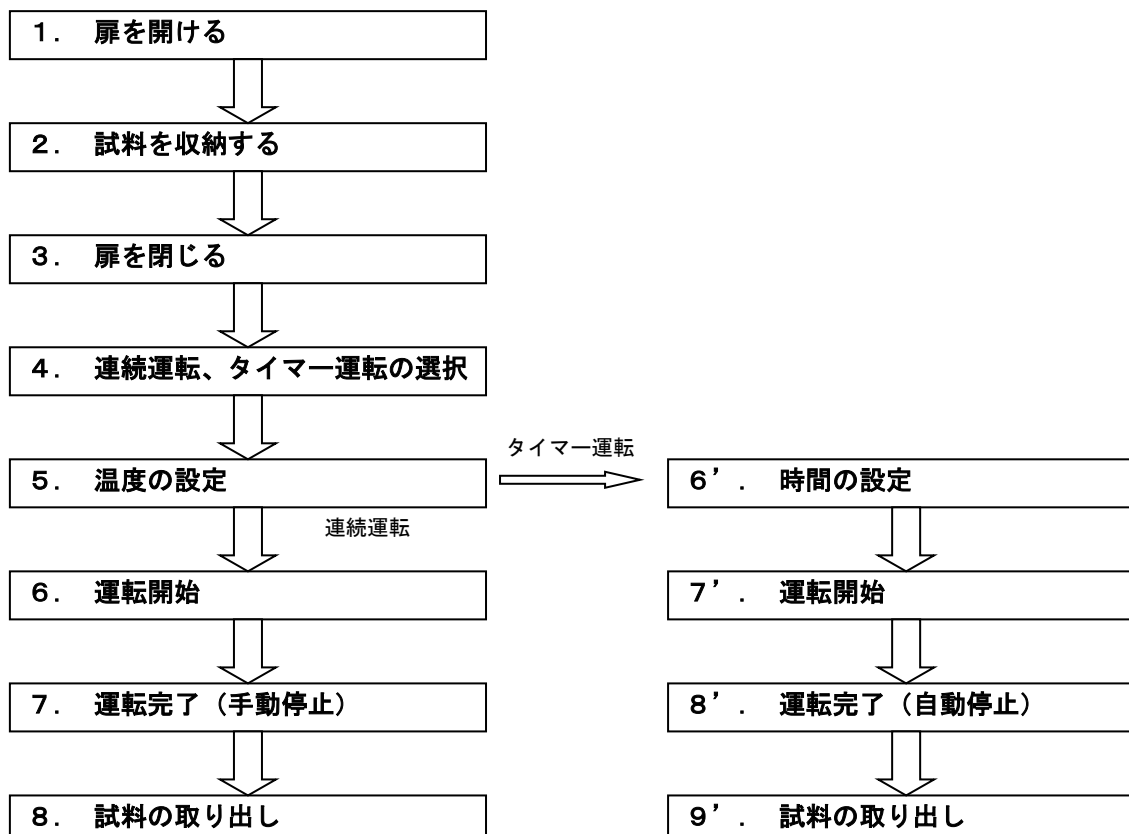 １．　扉を開ける
２．　試料を収納する
３．　扉を閉じる
４．　連続運転、タイマー運転の選択
タイマー運転
５．　温度の設定
連続運転
６．　運転開始
７．　運転完了（手動停止）
８．　試料の取り出し
６’．　時間の設定
７’．　運転開始
８’．　運転完了（自動停止）
９’．　試料の取り出し